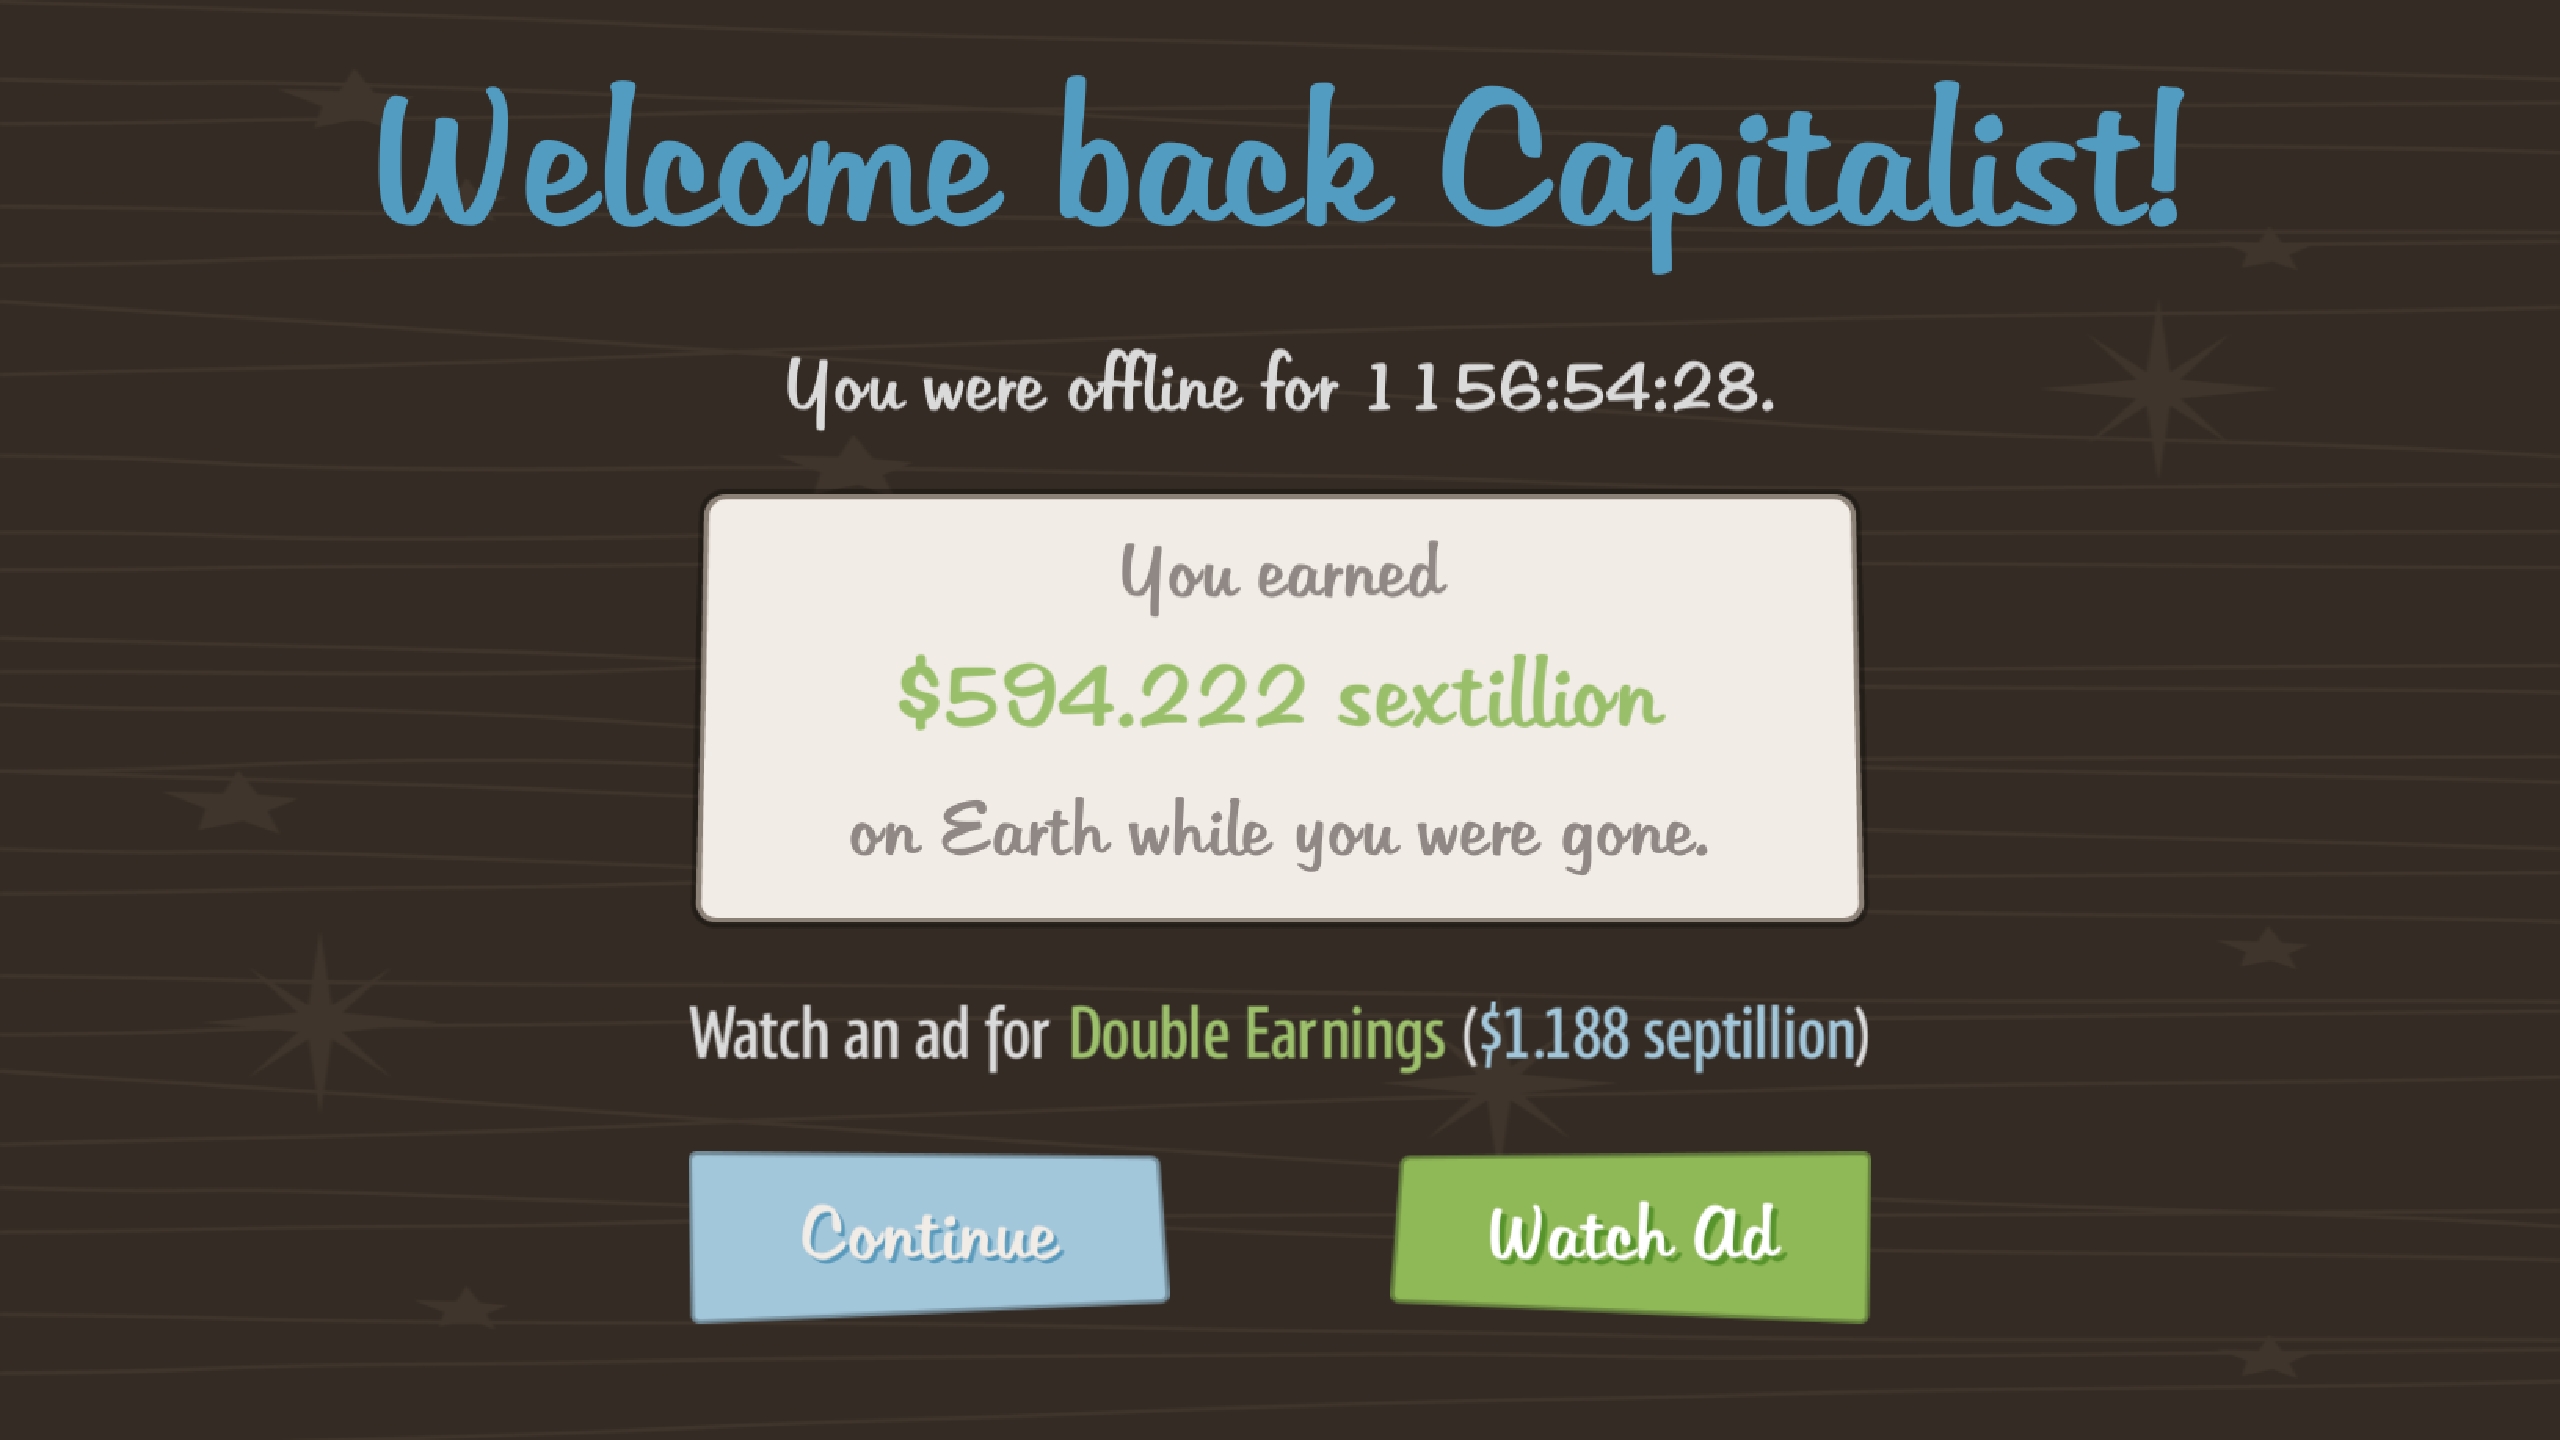 Welcome back Capitalist!
You were offline for 1156:54:28.
You earned
$594.222 sextillion
on Earth while you were gone.
Watch an ad for Double Earnings ($1.188 septillion)
Continue
Watch Ad